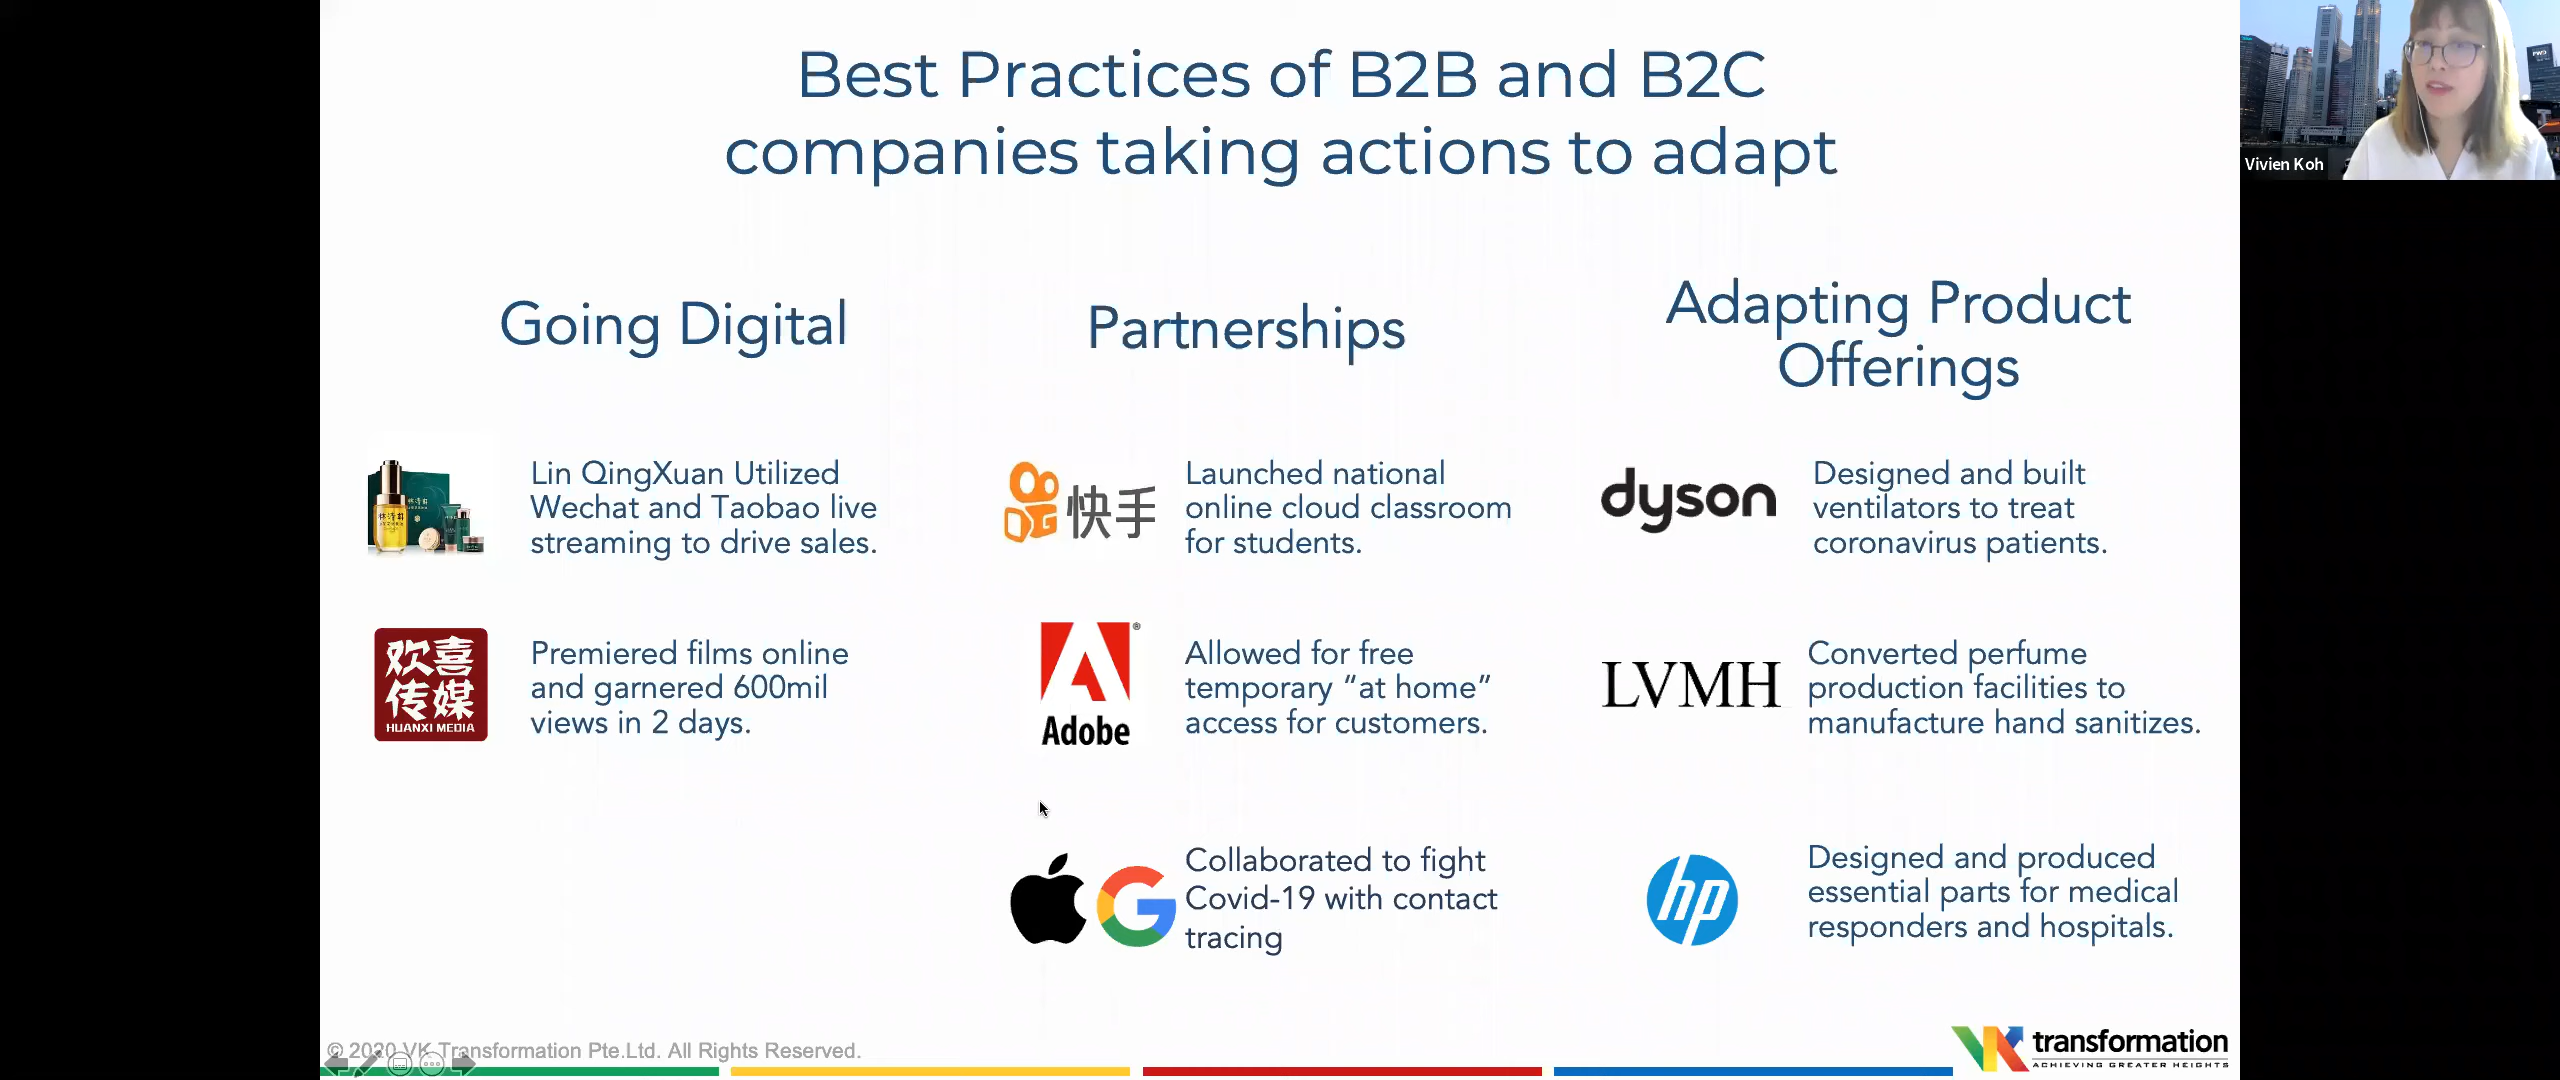 Best Practices of B2B and B2C
companies taking actions to adapt
Vivien Koh
Going Digital
Lin QingXuan Utilized
Wechat and Taobao live
streaming to drive sales.
欢喜
传媒
HUANXI MEDIA
Premiered films online
and garnered 600mil
views in 2 days.
Partnerships
快手
Launched national
online cloud classroom
for students.
Adobe
®
Allowed for free
temporary “at home”
access for customers.
Collaborated to fight
Covid-19 with contact
tracing
Adapting Product
Offerings
dyson
Designed and built
ventilators to treat
coronavirus patients.
LVMH
Converted perfume
production facilities to
manufacture hand sanitizes.
hp
Designed and produced
essential parts for medical
responders and hospitals.
© 2020 VK Transformation Pte.Ltd. All Rights Reserved.
VK transformation
ACHIEVING GREATER HEIGHTS